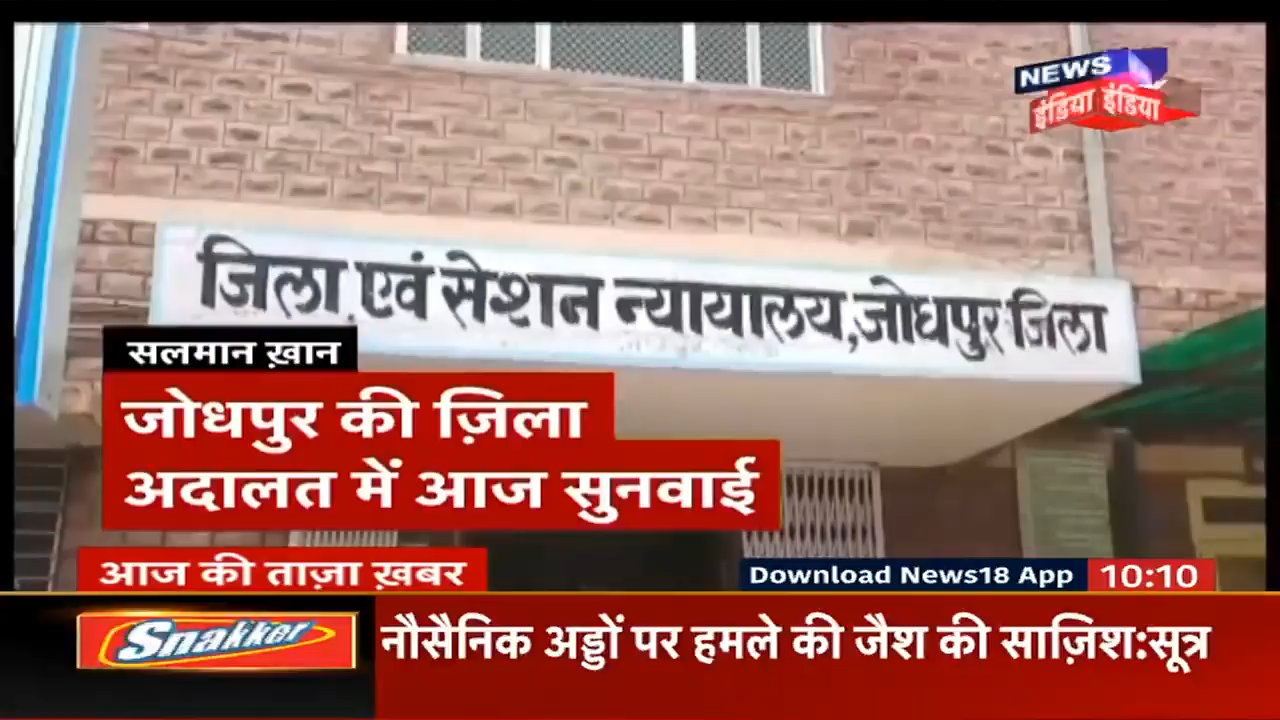 NEWS
इंडिया इंडिया
जिला एवं सेशन न्यायालय, जोधपुर जिला
सलमान ख़ान
जोधपुर की ज़िला
अदालत में आज सुनवाई
आज की ताज़ा ख़बर
Download News18 App
10:10
Snakker
नौसैनिक अड्डों पर हमले की जैश की साज़िश:सूत्र